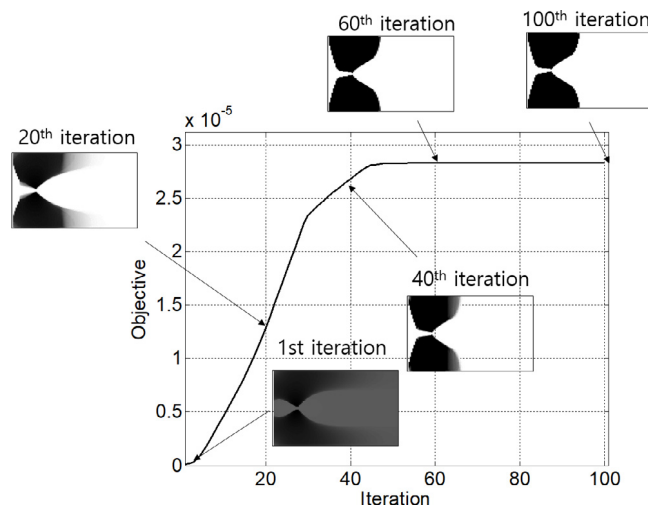 60th iteration
100th iteration
x 10-5
20th iteration
3
2.5
2
1.5
1
0.5
0
Objective
40th iteration
1st iteration
20
40
60
80
100
Iteration